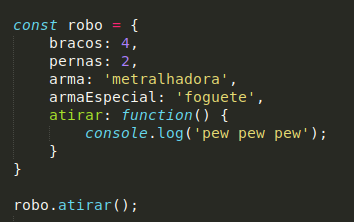 const robo = {
    bracos: 4,
    pernas: 2,
    arma: 'metralhadora',
    armaEspecial: 'foguete',
    atirar: function() {
        console.log('pew pew pew');
    }
}

robo.atirar();